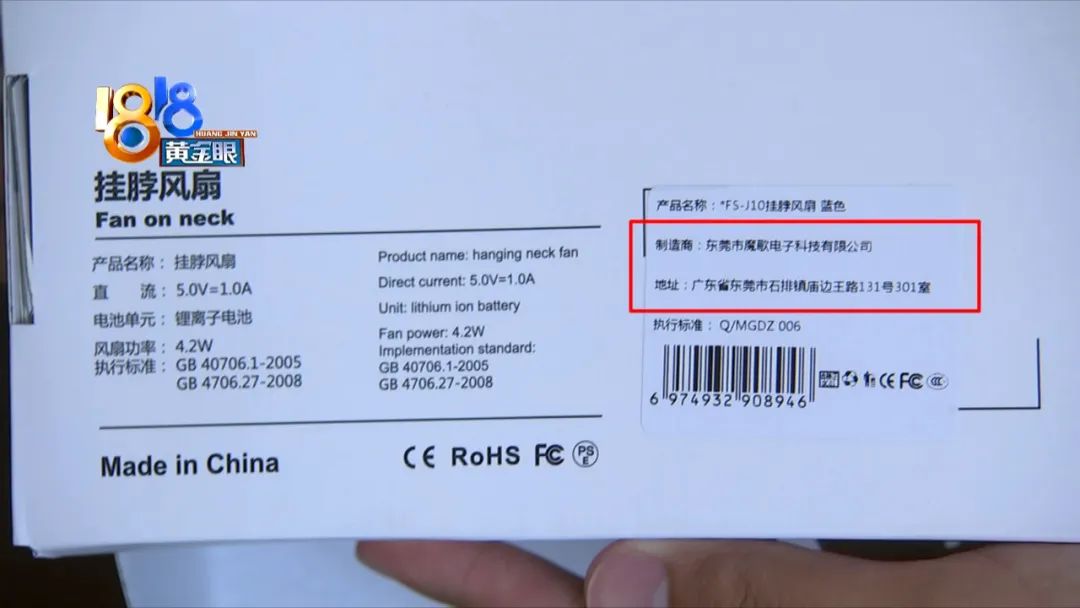 1818
HUANG JIN YAN
黄金眼
挂脖风扇
Fan on neck
产品名称：挂脖风扇
直 流：5.0V=1.0A
电池单元：锂离子电池
风扇功率：4.2W
执行标准：GB 40706.1-2005
GB 4706.27-2008
Product name: hanging neck fan
Direct current: 5.0V=1.0A
Unit: lithium ion battery
Fan power: 4.2W
Implementation standard:
GB 40706.1-2005
GB 4706.27-2008
Made in China
CE RoHS FC PSE
产品名称：*FS-J10挂脖风扇 蓝色
制造商：东莞市魔歌电子科技有限公司
地址：广东省东莞市石排镇庙边王路131号301室
执行标准：Q/MGDZ 006
6 974932 908946
CE FC CCC